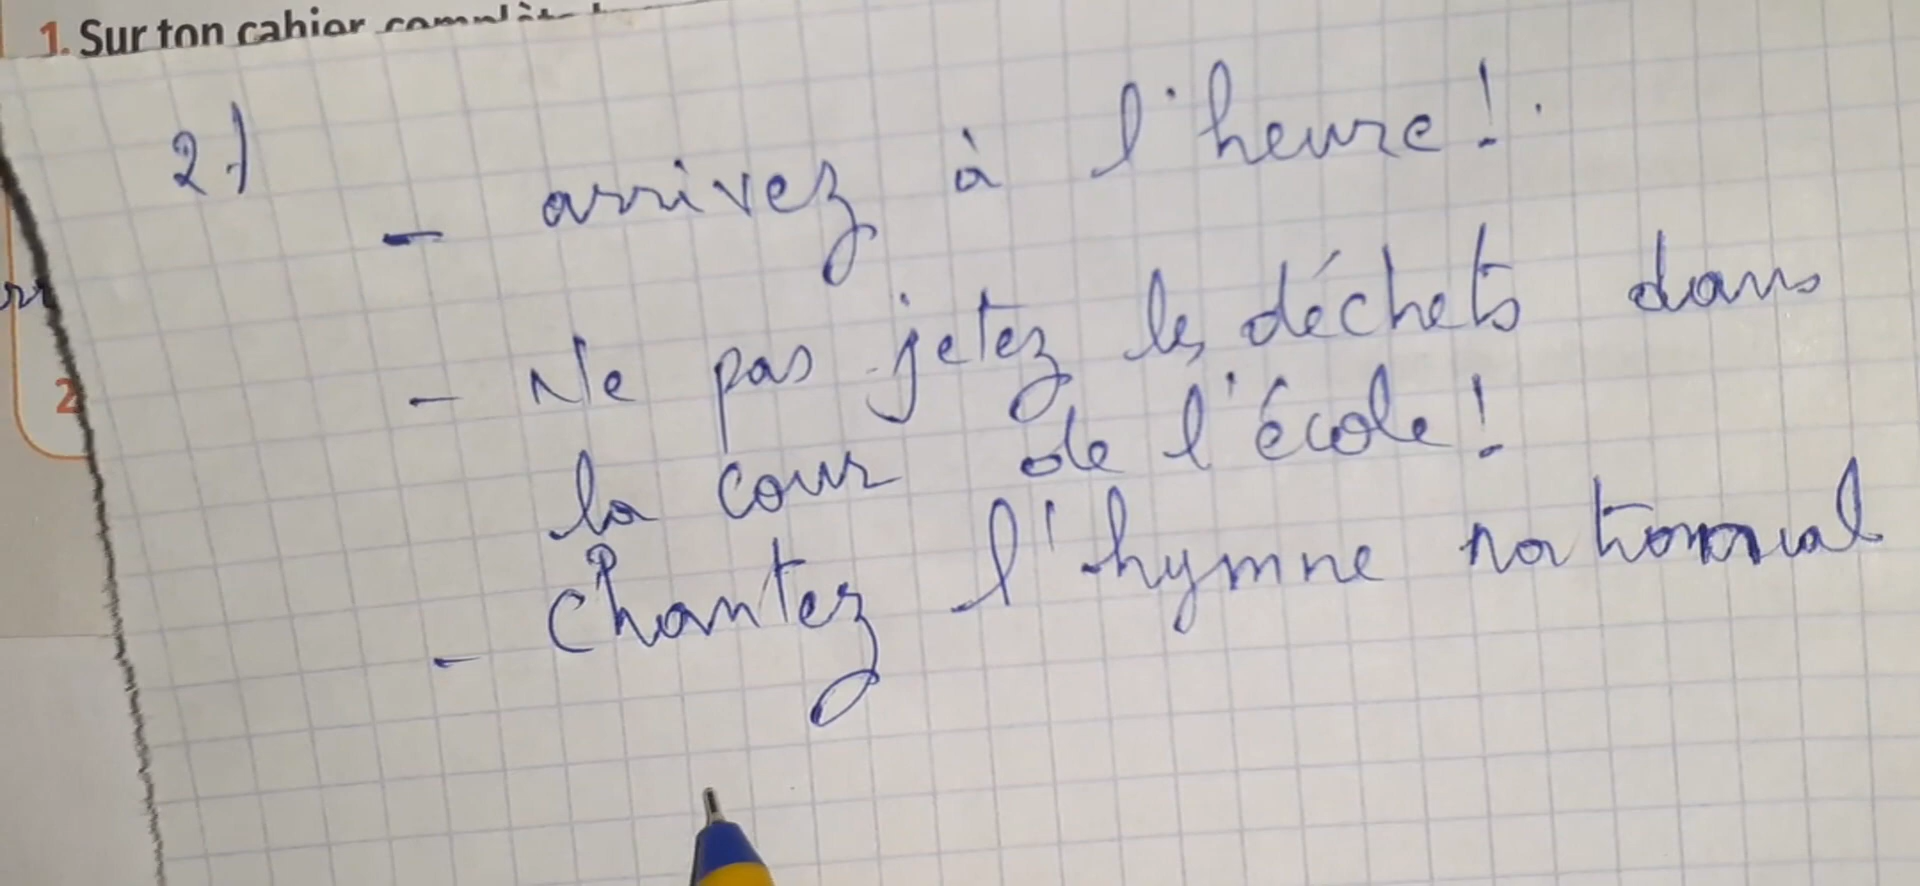 1. Sur ton cahier
2)
- arrivez à l'heure!
- Ne pas jetez les déchets dans
la cour de l'école!
- Chantez l'hymne national
2